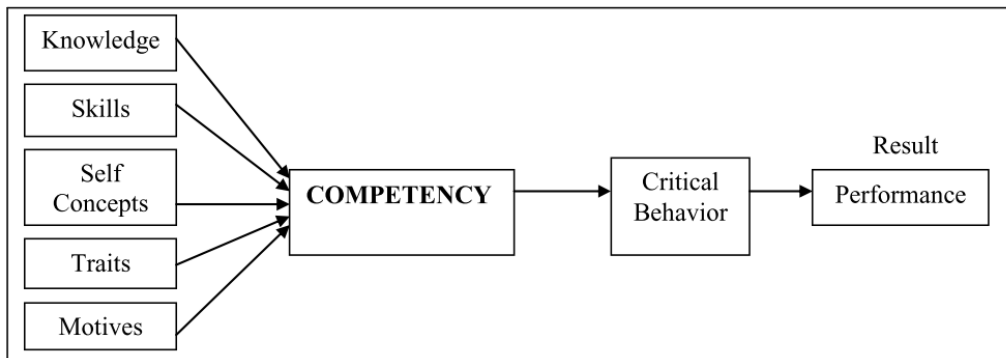 Knowledge
Skills
Self
Concepts
Traits
Motives
COMPETENCY
Critical
Behavior
Result
Performance